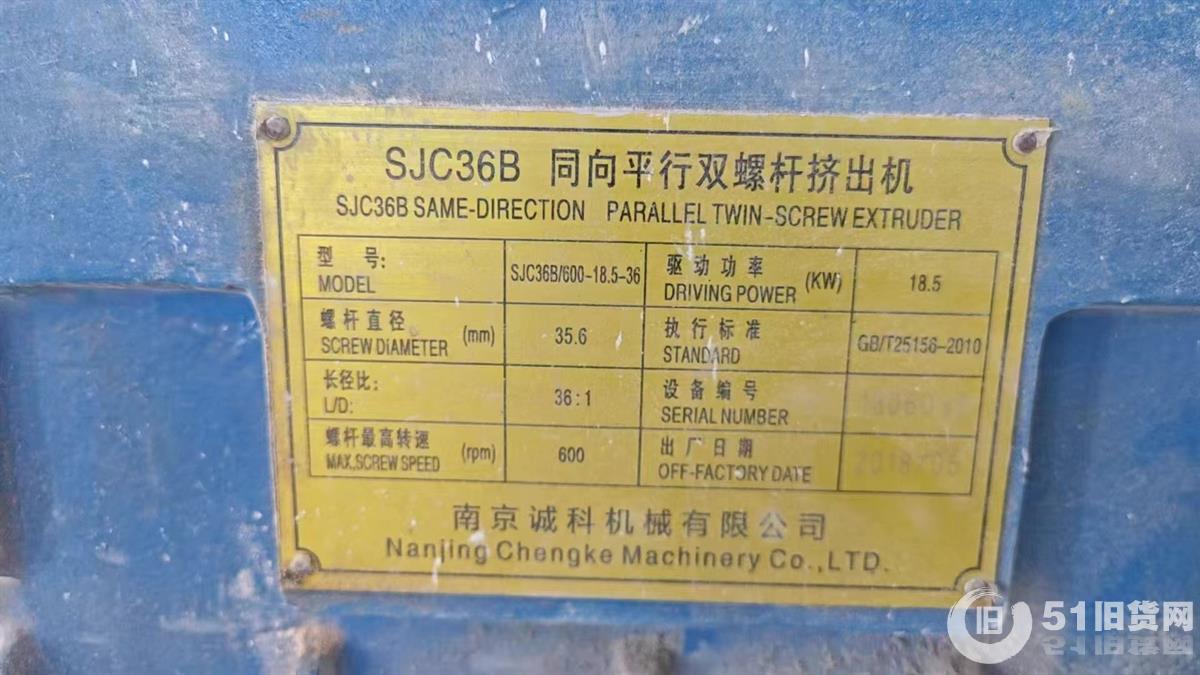 SJC36B 同向平行双螺杆挤出机
SJC36B SAME-DIRECTION PARALLEL TWIN-SCREW EXTRUDER
型号:
MODEL
SJC36B/600-18.5-36
驱动功率 (KW)
DRIVING POWER
18.5
螺杆直径 (mm)
SCREW DIAMETER
35.6
执行标准
STANDARD
GB/T25156-2010
长径比:
L/D:
36:1
设备编号
SERIAL NUMBER
螺杆最高转速 (rpm)
MAX,SCREW SPEED
600
出厂日期
OFF-FACTORY DATE
南京诚科机械有限公司
Nanjing Chengke Machinery Co.,LTD.
旧 51旧货网